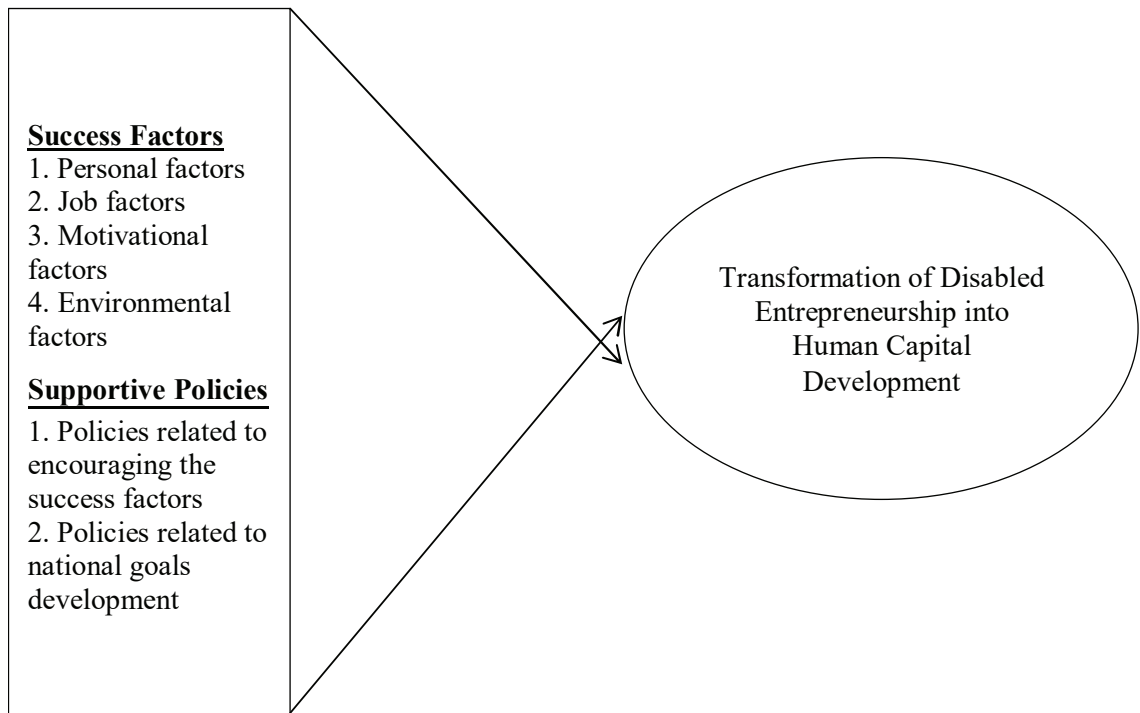 Success Factors
1. Personal factors
2. Job factors
3. Motivational
factors
4. Environmental
factors
Supportive Policies
1. Policies related to
encouraging the
success factors
2. Policies related to
national goals
development
Transformation of Disabled
Entrepreneurship into
Human Capital
Development